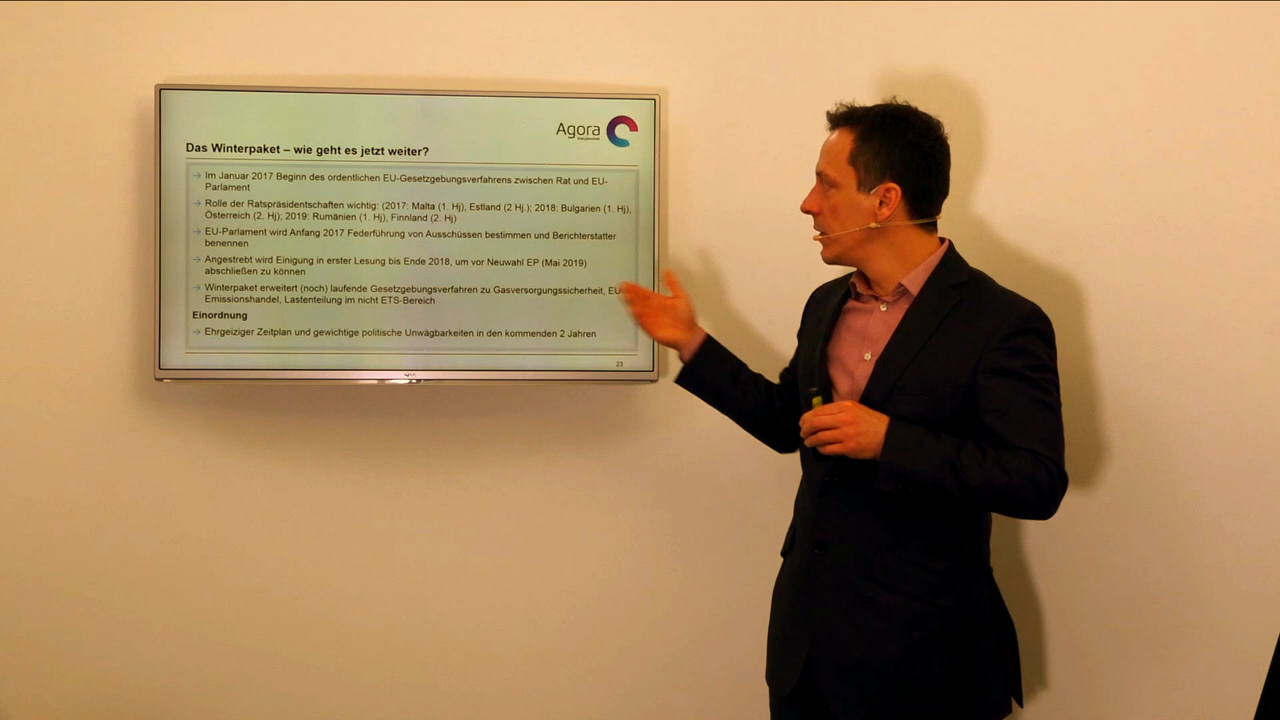 Agora
Das Winterpaket – wie geht es jetzt weiter?
→ Im Januar 2017 Beginn des ordentlichen EU-Gesetzgebungsverfahrens zwischen Rat und EU-
Parlament
→ Rolle der Ratspräsidentschaften wichtig: (2017: Malta (1. Hj), Estland (2 Hj.); 2018: Bulgarien (1. Hj),
Österreich (2. Hj); 2019: Rumänien (1. Hj), Finnland (2. Hj)
→ EU-Parlament wird Anfang 2017 Federführung von Ausschüssen bestimmen und Berichterstatter
benennen
→ Angestrebt wird Einigung in erster Lesung bis Ende 2018, um vor Neuwahl EP (Mai 2019)
abschließen zu können
→ Winterpaket erweitert (noch) laufende Gesetzgebungsverfahren zu Gasversorgungssicherheit, EU
Emissionshandel, Lastenteilung im nicht ETS-Bereich
Einordnung
→ Ehrgeiziger Zeitplan und gewichtige politische Unwägbarkeiten in den kommenden 2 Jahren
23